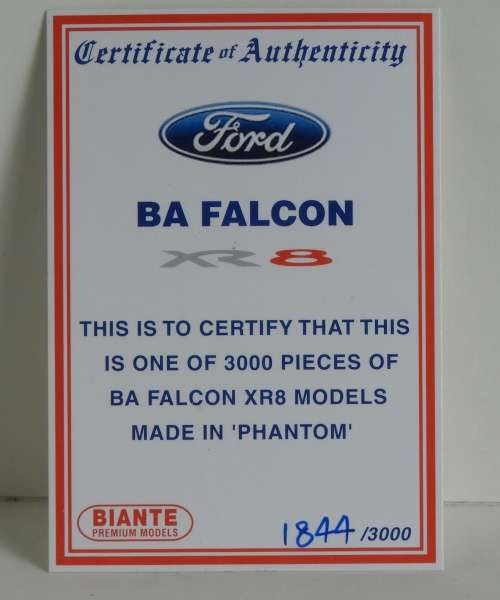 Certificate of Authenticity
Ford
BA FALCON
XR8
THIS IS TO CERTIFY THAT THIS
IS ONE OF 3000 PIECES OF
BA FALCON XR8 MODELS
MADE IN 'PHANTOM'
BIANTE
PREMIUM MODELS
1844 /3000